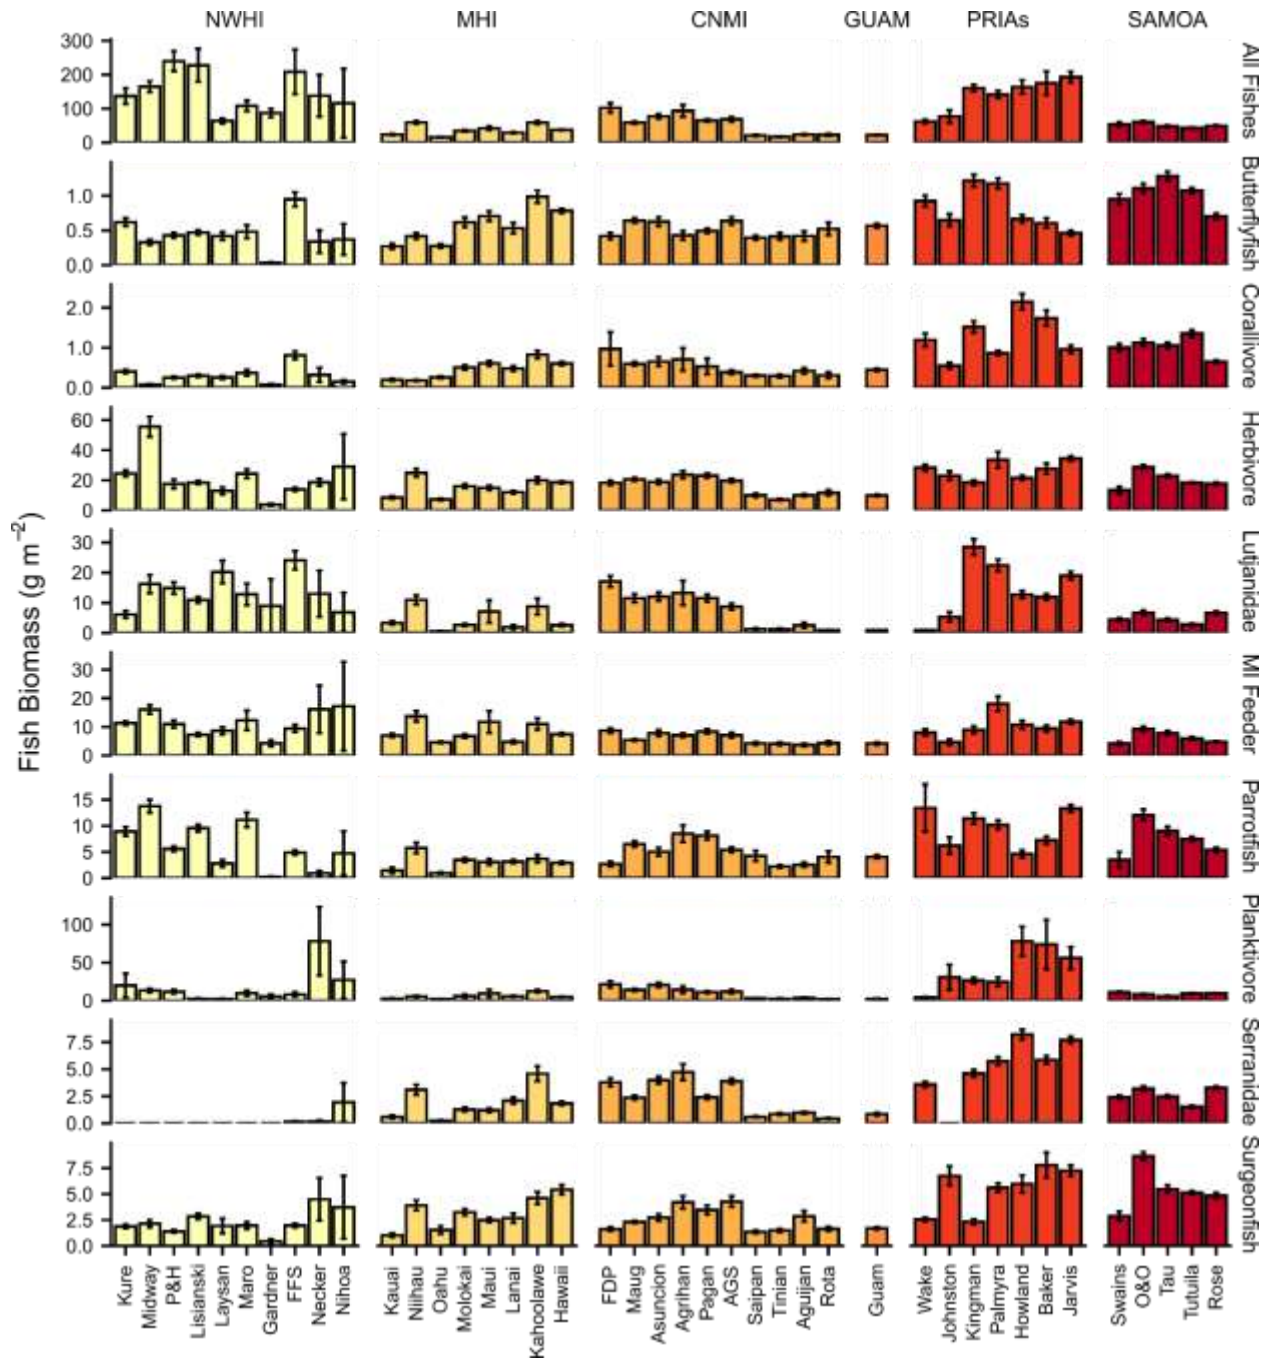 NWHI MHI CNMI GUAM PRIAs SAMOA
Fish Biomass (g m⁻²)
300
200
100
0
All Fishes
1.0
0.5
0.0
Butterflyfish
2.0
1.0
0.0
Corallivore
60
40
20
0
Herbivore
30
20
10
0
Lutjanidae
30
20
10
0
MI Feeder
15
10
5
0
Parrotfish
100
50
0
Planktivore
7.5
5.0
2.5
0.0
Serranidae
7.5
5.0
2.5
0.0
Surgeonfish
Kure
Midway
P&H
Lisianski
Laysan
Maro
Gardner
FFS
Necker
Nihoa
Kauai
Niihau
Oahu
Molokai
Maui
Lanai
Kahoolawe
Hawaii
FDP
Maug
Asuncion
Agrihan
Pagan
AGS
Saipan
Tinian
Aguijan
Rota
Guam
Wake
Johnston
Kingman
Palmyra
Howland
Baker
Jarvis
Swains
O&O
Tau
Tutuila
Rose